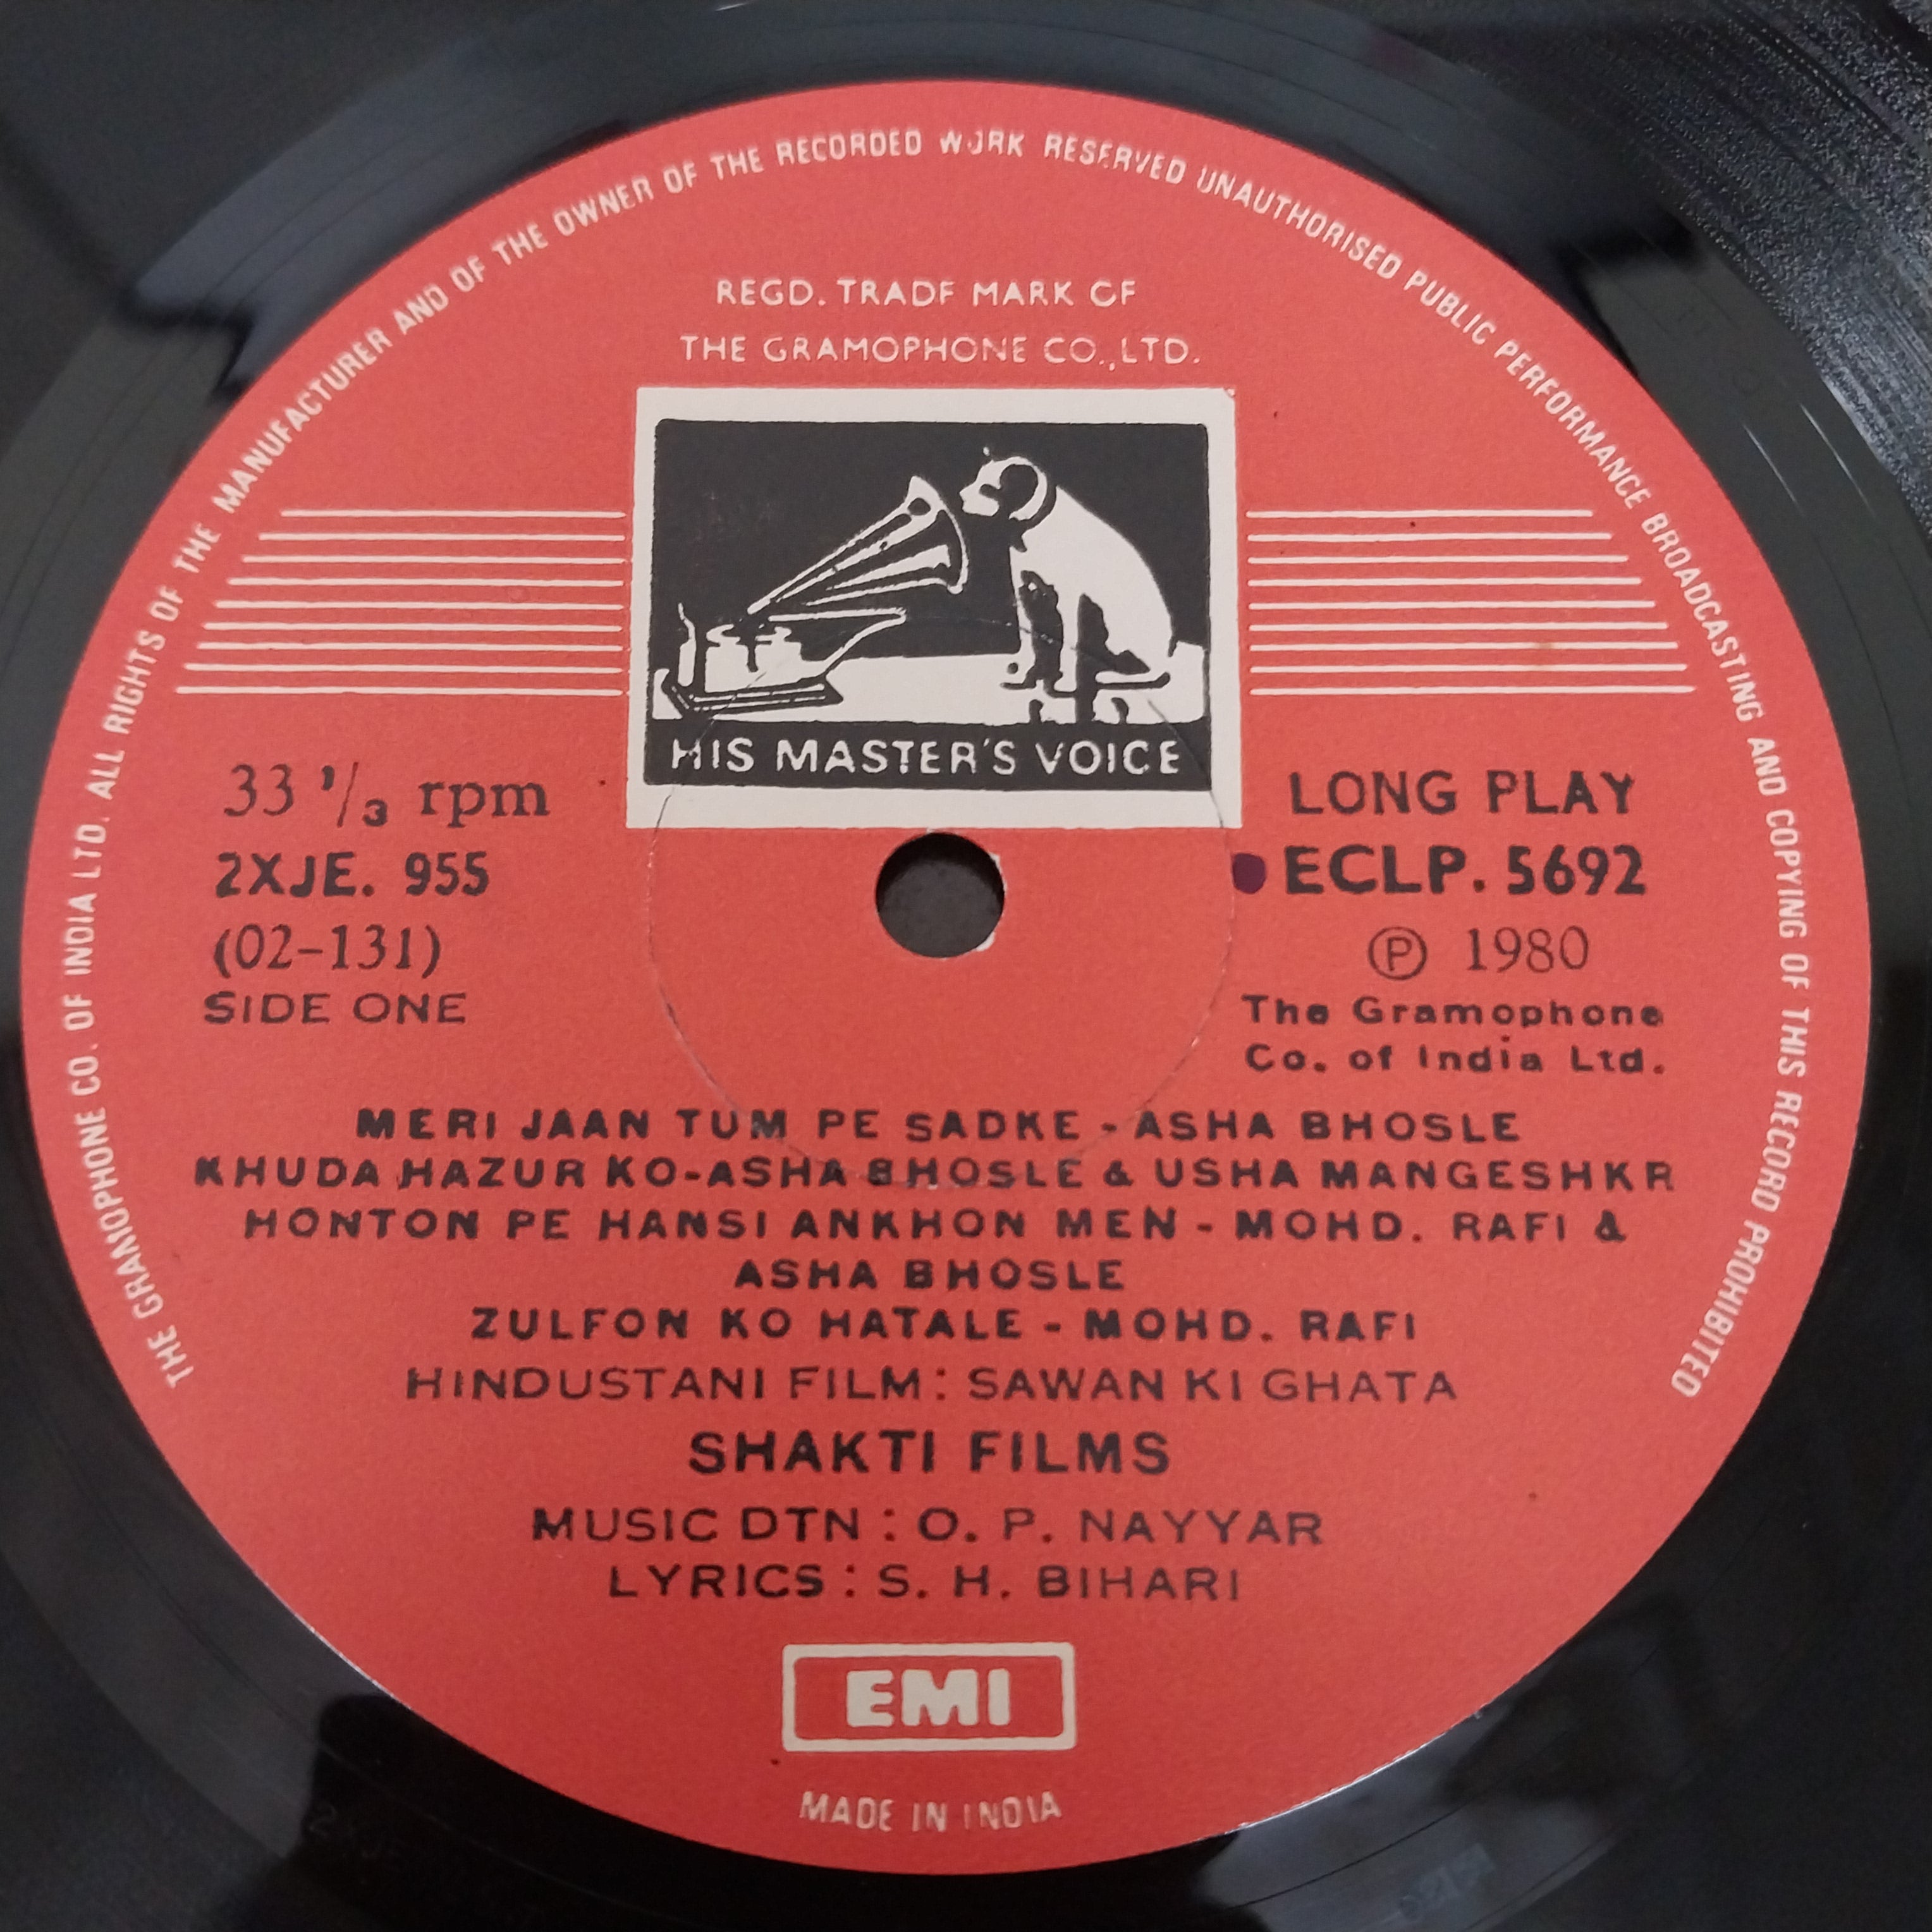 THE GRAMOPHONE CO. OF INDIA LTD. ALL RIGHTS OF THE MANUFACTURER AND OF THE OWNER OF THE RECORDED WORK RESERVED UNAUTHORISED PUBLIC PERFORMANCE BROADCASTING AND COPYING OF THIS RECORD PROHIBITED
REGD. TRADE MARK OF
THE GRAMOPHONE CO., LTD.
HIS MASTER'S VOICE
33 1/3 rpm
2XJE. 955
(02-131)
SIDE ONE
LONG PLAY
ECLP. 5692
Ⓟ 1980
The Gramophone
Co. of India Ltd.
MERI JAAN TUM PE SADKE - ASHA BHOSLE
KHUDA HAZUR KO-ASHA BHOSLE & USHA MANGESHKR
HONTON PE HANSI ANKHON MEN - MOHD. RAFI &
ASHA BHOSLE
ZULFON KO HATALE - MOHD. RAFI
HINDUSTANI FILM: SAWAN KI GHATA
SHAKTI FILMS
MUSIC DTN : O. P. NAYYAR
LYRICS : S. H. BIHARI
EMI
MADE IN INDIA